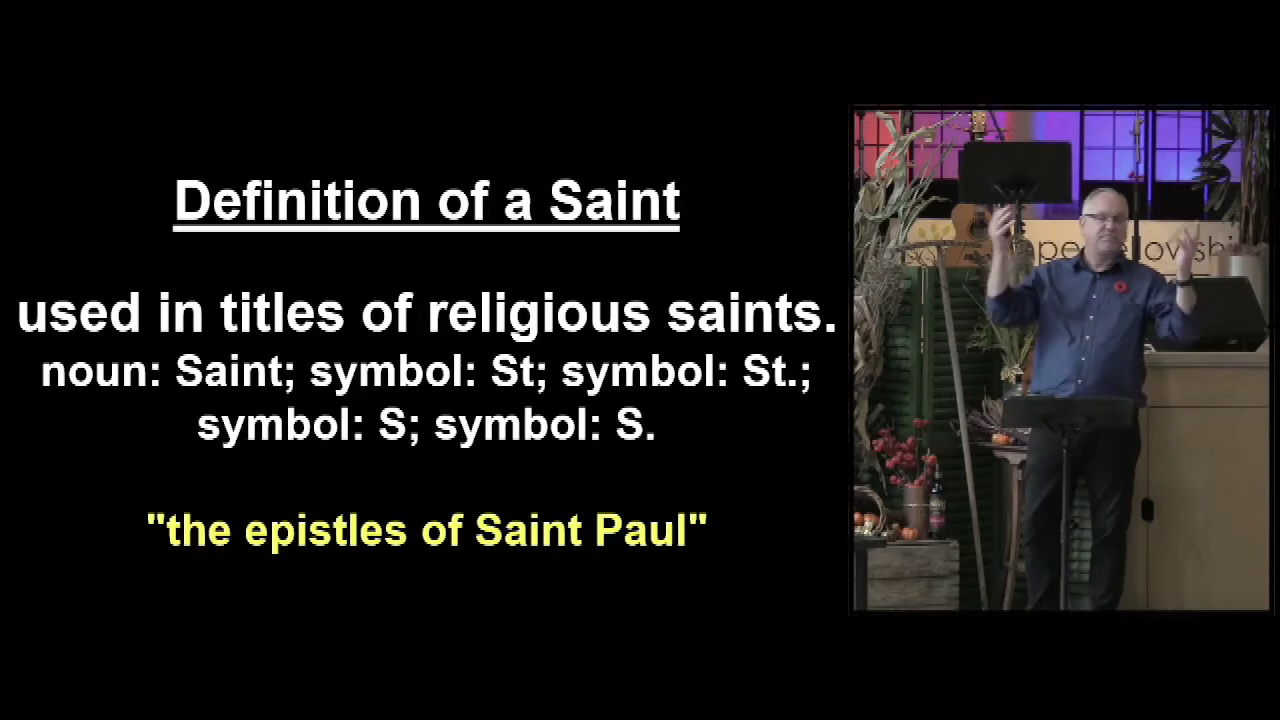 Definition of a Saint
used in titles of religious saints.
noun: Saint; symbol: St; symbol: St.;
symbol: S; symbol: S.
"the epistles of Saint Paul"